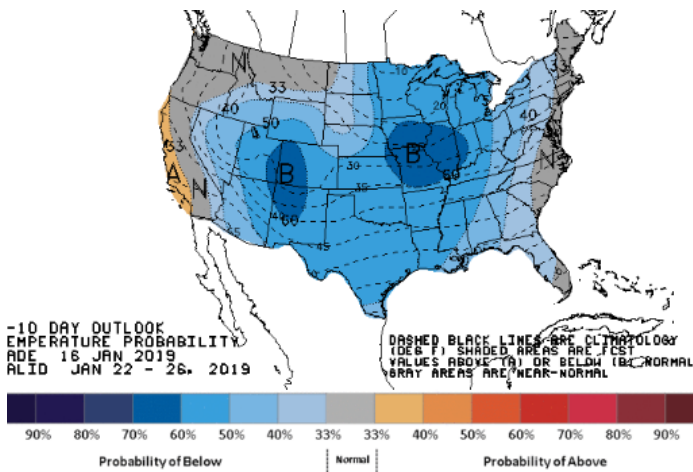 N
33
40
50
33
A
N
B
40
60
45
30
35
B
60
10
20
40
N
-10 DAY OUTLOOK
EMPERATURE PROBABILITY
ADE 16 JAN 2019
ALID JAN 22 - 26, 2019
DASHED BLACK LINES ARE CLIMATOLOGY
(DEG F) SHADED AREAS ARE FCST
VALUES ABOVE (A) OR BELOW (B) NORMAL
GRAY AREAS ARE NEAR-NORMAL
90% 80% 70% 60% 50% 40% 33% 33% 40% 50% 60% 70% 80% 90%
Probability of Below Normal Probability of Above